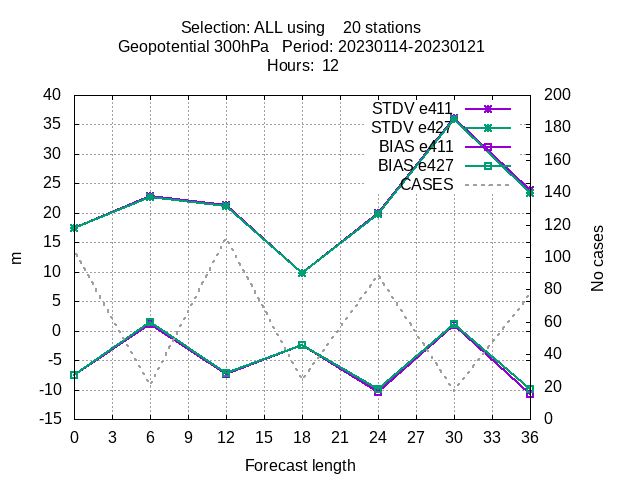 Selection: ALL using    20 stations
Geopotential 300hPa   Period: 20230114-20230121
Hours:  12
40 200
35 180
30 160
25 140
20 120
15 100
10 80
5 60
0 40
-5 20
-10 0
-15
STDV e411
STDV e427
BIAS e411
BIAS e427
CASES
m
No cases
0 3 6 9 12 15 18 21 24 27 30 33 36
Forecast length